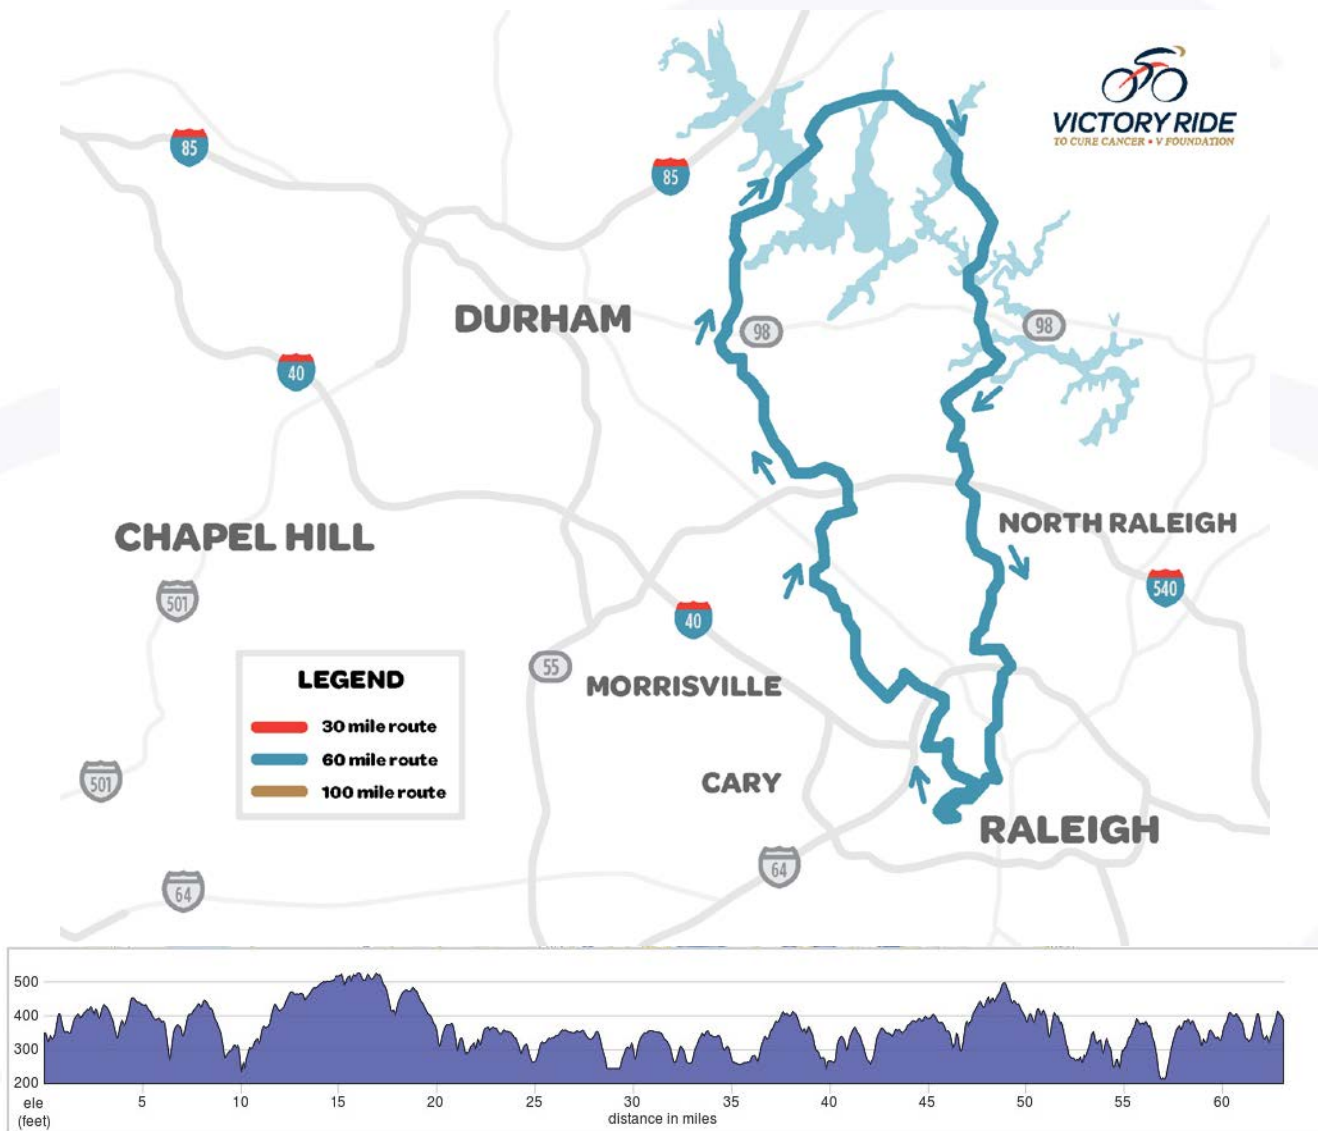 VICTORY RIDE
TO CURE CANCER • V FOUNDATION
85
85
DURHAM
98
98
40
CHAPEL HILL
NORTH RALEIGH
501
540
40
LEGEND
30 mile route
60 mile route
100 mile route
55
MORRISVILLE
501
CARY
RALEIGH
64
64
500
400
300
200
ele
(feet)
5
10
15
20
25
30
35
40
45
50
55
60
distance in miles